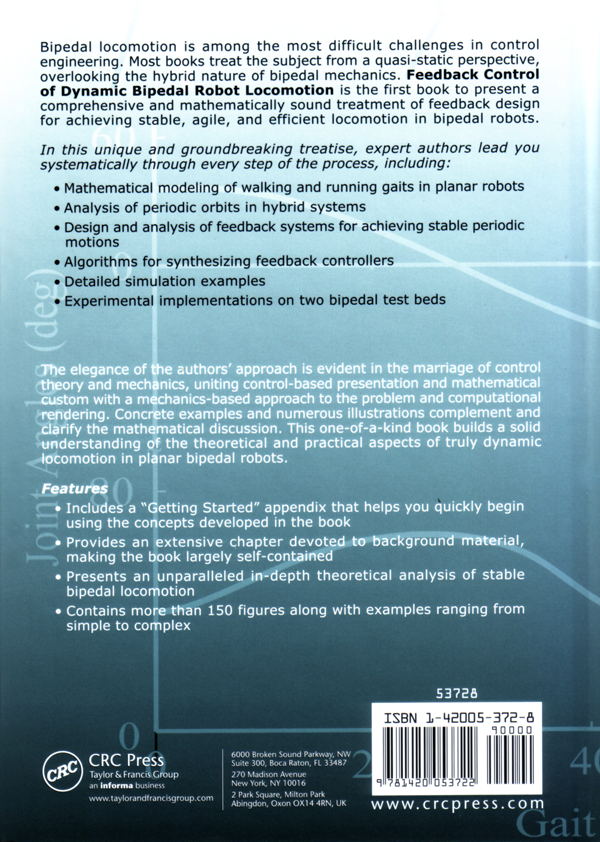 Bipedal locomotion is among the most difficult challenges in control
engineering. Most books treat the subject from a quasi-static perspective,
overlooking the hybrid nature of bipedal mechanics. Feedback Control
of Dynamic Bipedal Robot Locomotion is the first book to present a
comprehensive and mathematically sound treatment of feedback design
for achieving stable, agile, and efficient locomotion in bipedal robots.
In this unique and groundbreaking treatise, expert authors lead you
systematically through every step of the process, including:
• Mathematical modeling of walking and running gaits in planar robots
• Analysis of periodic orbits in hybrid systems
• Design and analysis of feedback systems for achieving stable periodic
motions
• Algorithms for synthesizing feedback controllers
• Detailed simulation examples
• Experimental implementations on two bipedal test beds
The elegance of the authors' approach is evident in the marriage of control
theory and mechanics, uniting control-based presentation and mathematical
custom with a mechanics-based approach to the problem and computational
rendering. Concrete examples and numerous illustrations complement and
clarify the mathematical discussion. This one-of-a-kind book builds a solid
understanding of the theoretical and practical aspects of truly dynamic
locomotion in planar bipedal robots.
Features
• Includes a "Getting Started" appendix that helps you quickly begin
using the concepts developed in the book
• Provides an extensive chapter devoted to background material,
making the book largely self-contained
• Presents an unparalleled in-depth theoretical analysis of stable
bipedal locomotion
• Contains more than 150 figures along with examples ranging from
simple to complex
Joint Angles (deg)
60
80
0
0
2
40
Gait
53728
ISBN 1-42005-372-8
90000
9 781420 053722
www.crcpress.com
CRC
CRC Press
Taylor & Francis Group
an informa business
www.taylorandfrancisgroup.com
6000 Broken Sound Parkway, NW
Suite 300, Boca Raton, FL 33487
270 Madison Avenue
New York, NY 10016
2 Park Square, Milton Park
Abingdon, Oxon OX14 4RN, UK